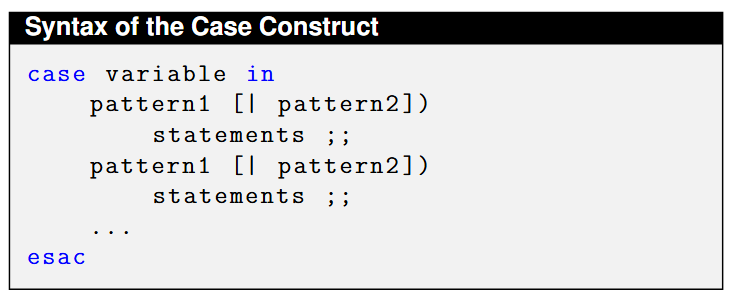 Syntax of the Case Construct
case variable in
pattern1 [| pattern2])
statements ;;
pattern1 [| pattern2])
statements ;;
...
esac